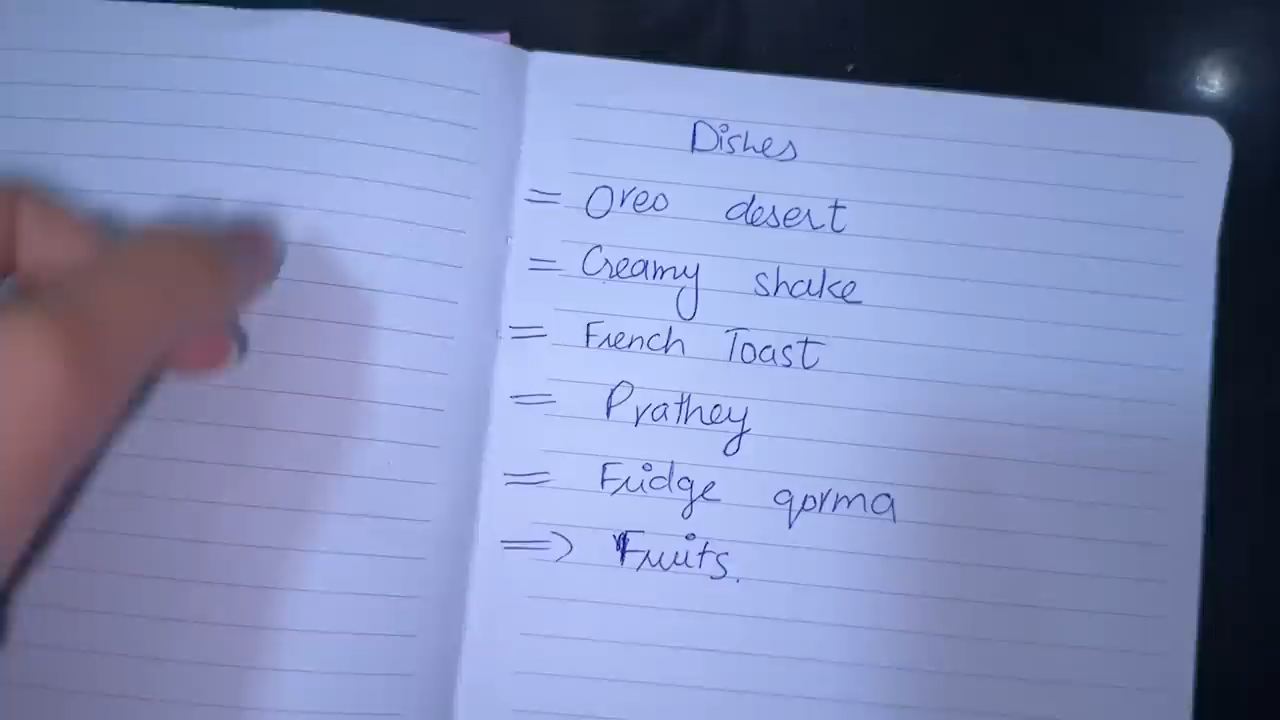 Dishes
= Oreo desert
= Creamy shake
= French Toast
= Prathey
= Fridge qorma
=> Fruits.